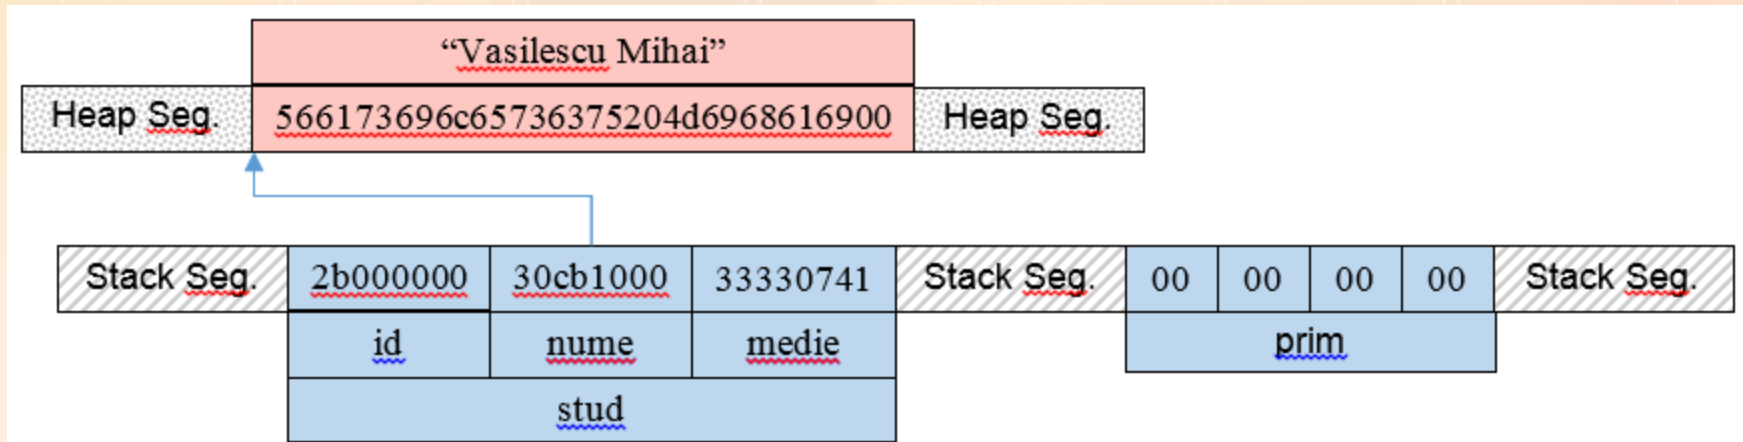 “Vasilescu Mihai”
Heap Seg. 566173696c65736375204d6968616900 Heap Seg.
Stack Seg. 2b000000 30cb1000 33330741 Stack Seg. 00 00 00 00 Stack Seg.
id nume medie prim
stud